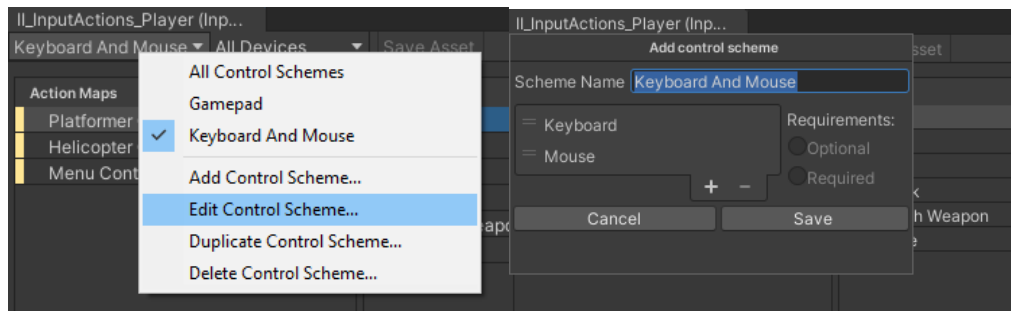 II_InputActions_Player (Inp...
Keyboard And Mouse
All Devices
Save Asset
Action Maps
Platformer
Helicopter
Menu Cont
All Control Schemes
Gamepad
Keyboard And Mouse
Add Control Scheme...
Edit Control Scheme...
Duplicate Control Scheme...
Delete Control Scheme...
II_InputActions_Player (Inp...
Add control scheme
sset
Scheme Name Keyboard And Mouse
Keyboard
Mouse
Requirements:
Optional
Required
+ −
Cancel
Save
h Weapon